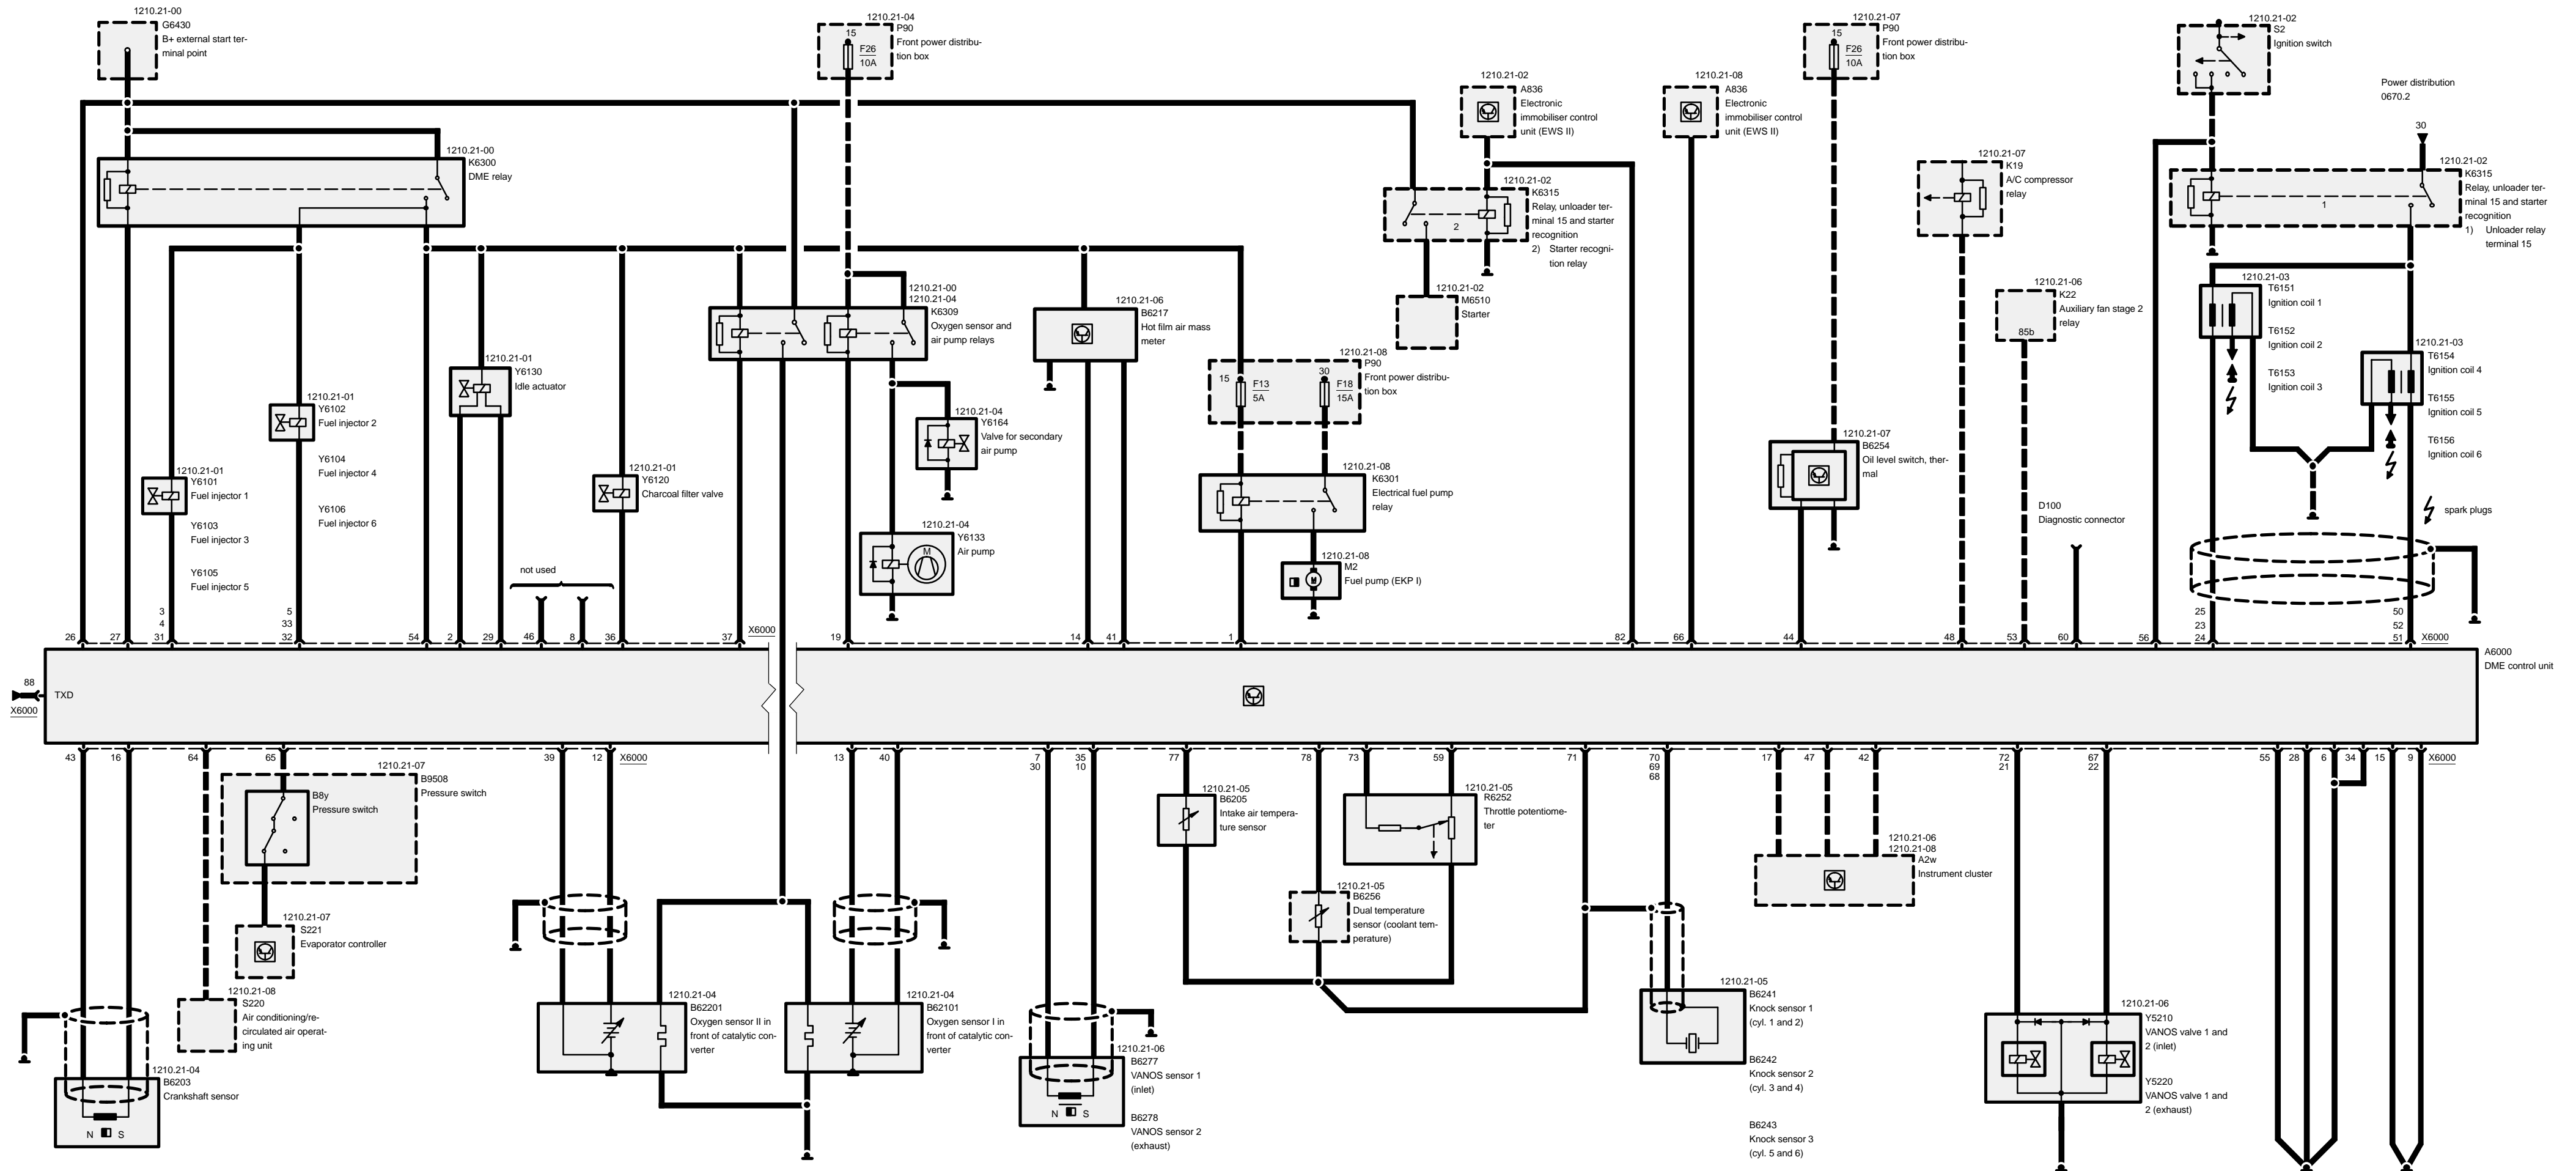 1210.21-00
G6430
B+ external start ter-
minal point
1210.21-04
P90
Front power distribu-
tion box
15
F26
10A
1210.21-07
P90
Front power distribu-
tion box
15
F26
10A
1210.21-02
S2
Ignition switch
Power distribution
0670.2
30
1210.21-02
A836
Electronic
immobiliser control
unit (EWS II)
1210.21-08
A836
Electronic
immobiliser control
unit (EWS II)
1210.21-00
K6300
DME relay
1210.21-02
K6315
Relay, unloader ter-
minal 15 and starter
recognition
2) Starter recogni-
tion relay
2
1210.21-07
K19
A/C compressor
relay
1210.21-02
K6315
Relay, unloader ter-
minal 15 and starter
recognition
1) Unloader relay
terminal 15
1
1210.21-00
1210.21-04
K6309
Oxygen sensor and
air pump relays
1210.21-06
B6217
Hot film air mass
meter
1210.21-02
M6510
Starter
1210.21-06
K22
Auxiliary fan stage 2
relay
85b
1210.21-03
T6151
Ignition coil 1
T6152
Ignition coil 2
T6153
Ignition coil 3
1210.21-03
T6154
Ignition coil 4
T6155
Ignition coil 5
T6156
Ignition coil 6
spark plugs
1210.21-01
Y6130
Idle actuator
1210.21-08
P90
Front power distribu-
tion box
15
F13
5A
30
F18
15A
1210.21-01
Y6102
Fuel injector 2
Y6104
Fuel injector 4
Y6106
Fuel injector 6
1210.21-04
Y6164
Valve for secondary
air pump
1210.21-01
Y6101
Fuel injector 1
Y6103
Fuel injector 3
Y6105
Fuel injector 5
1210.21-01
Y6120
Charcoal filter valve
1210.21-08
K6301
Electrical fuel pump
relay
1210.21-07
B6254
Oil level switch, ther-
mal
D100
Diagnostic connector
1210.21-04
Y6133
Air pump
M
1210.21-08
M2
Fuel pump (EKP I)
M
not used
3
4
5
33
25
23
50
52
26 27 31 32 54 2 29 46 8 36 37 X6000 19 14 41 1 82 66 44 48 53 60 56 24 51 X6000
A6000
DME control unit
88
X6000
TXD
43 16 64 65 39 12 X6000 13 40 7 35 77 78 73 59 71 70 17 47 42 72 67 55 28 6 34 15 9 X6000
30 10 69 21 22
68
1210.21-07
B9508
Pressure switch
B8y
Pressure switch
1210.21-05
B6205
Intake air tempera-
ture sensor
1210.21-05
R6252
Throttle potentiome-
ter
1210.21-06
1210.21-08
A2w
Instrument cluster
1210.21-05
B6256
Dual temperature
sensor (coolant tem-
perature)
1210.21-07
S221
Evaporator controller
1210.21-08
S220
Air conditioning/re-
circulated air operat-
ing unit
1210.21-04
B62201
Oxygen sensor II in
front of catalytic con-
verter
1210.21-04
B62101
Oxygen sensor I in
front of catalytic con-
verter
1210.21-05
B6241
Knock sensor 1
(cyl. 1 and 2)
B6242
Knock sensor 2
(cyl. 3 and 4)
B6243
Knock sensor 3
(cyl. 5 and 6)
1210.21-06
Y5210
VANOS valve 1 and
2 (inlet)
Y5220
VANOS valve 1 and
2 (exhaust)
1210.21-06
B6277
VANOS sensor 1
(inlet)
B6278
VANOS sensor 2
(exhaust)
N S
1210.21-04
B6203
Crankshaft sensor
N S